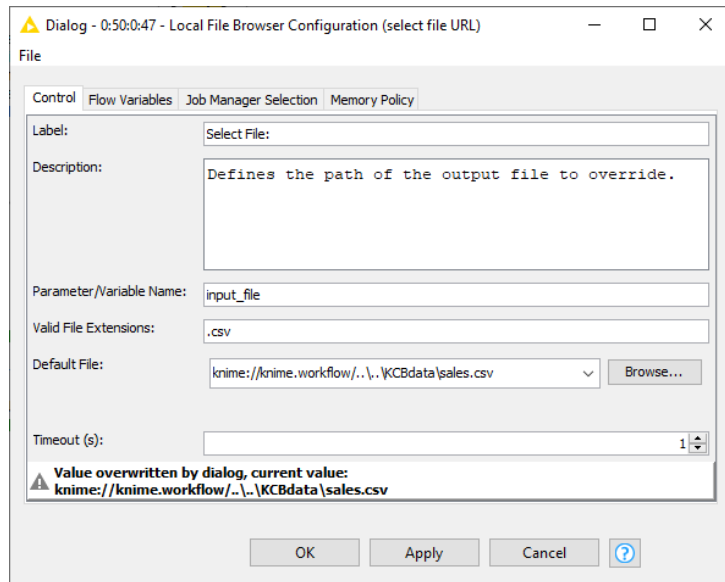 Dialog - 0:50:0:47 - Local File Browser Configuration (select file URL)
File
Control Flow Variables Job Manager Selection Memory Policy
Label: Select File:
Description: Defines the path of the output file to override.
Parameter/Variable Name: input_file
Valid File Extensions: .csv
Default File: knime://knime.workflow/..\..\KCBdata\sales.csv Browse...
Timeout (s): 1
Value overwritten by dialog, current value:
knime://knime.workflow/..\..\KCBdata\sales.csv
OK Apply Cancel ?